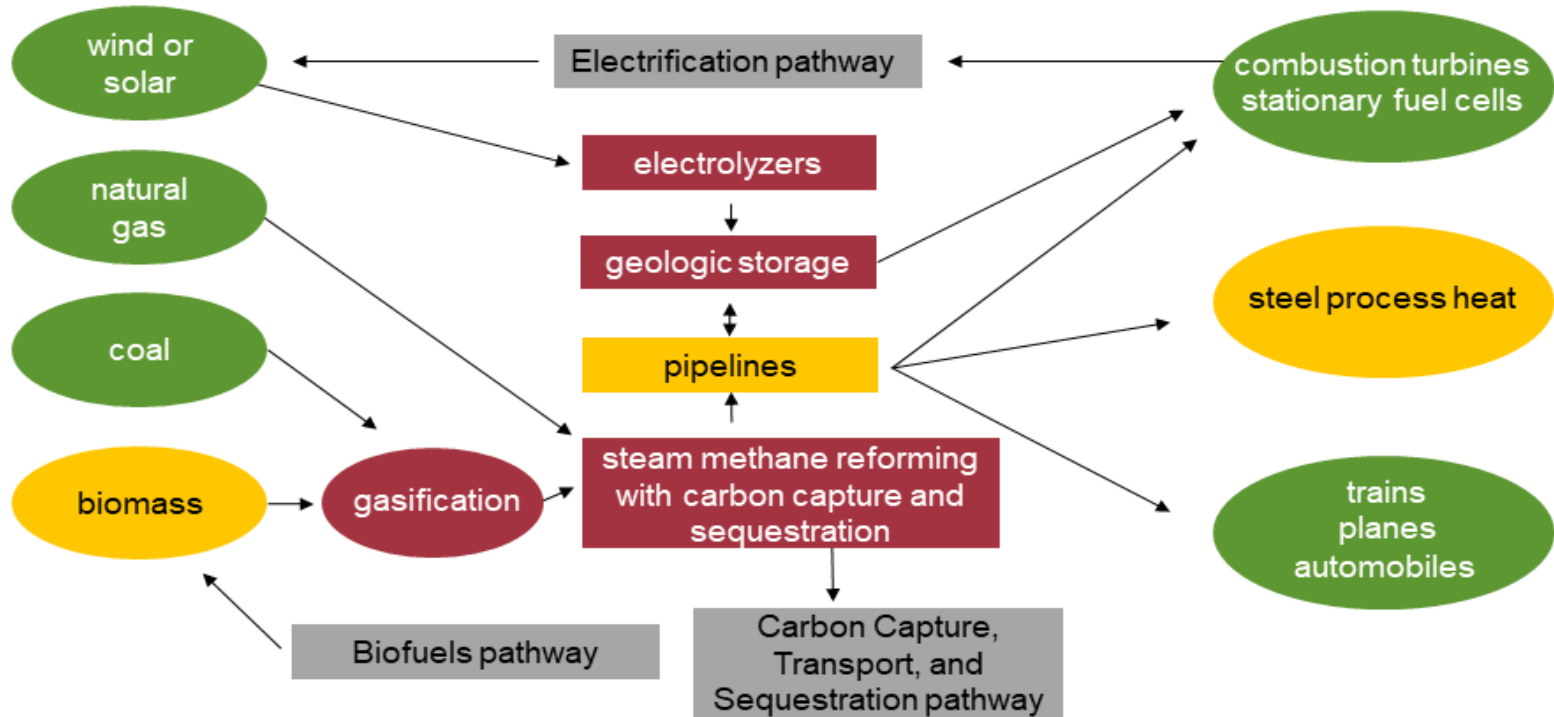 wind or
solar
Electrification pathway
combustion turbines
stationary fuel cells
electrolyzers
natural
gas
geologic storage
steel process heat
coal
pipelines
biomass
gasification
steam methane reforming
with carbon capture and
sequestration
trains
planes
automobiles
Biofuels pathway
Carbon Capture,
Transport, and
Sequestration pathway